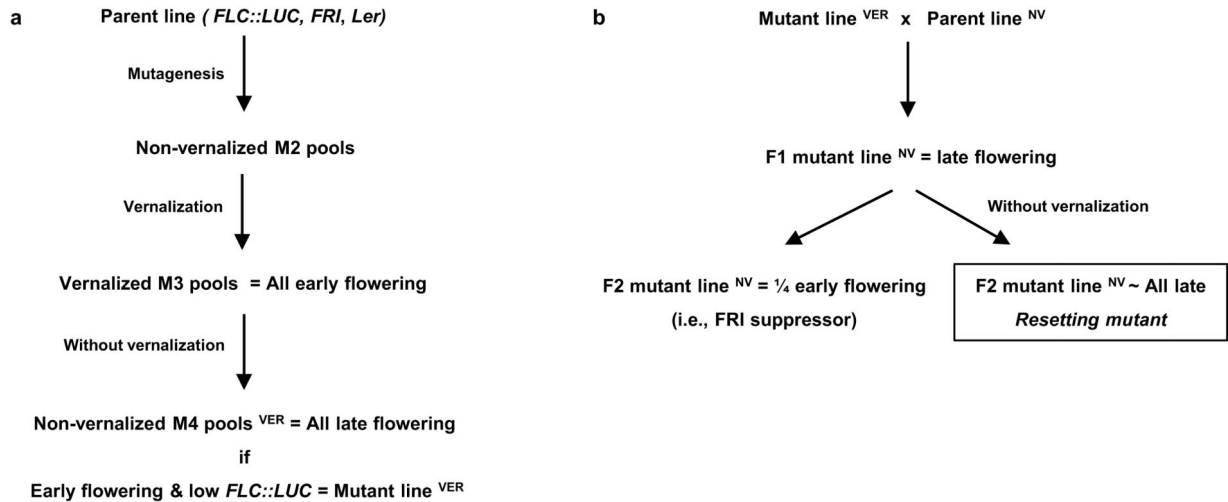 a
Parent line ( FLC::LUC, FRI, Ler)
Mutagenesis
Non-vernalized M2 pools
Vernalization
Vernalized M3 pools = All early flowering
Without vernalization
Non-vernalized M4 pools VER = All late flowering
if
Early flowering & low FLC::LUC = Mutant line VER
b
Mutant line VER x Parent line NV
F1 mutant line NV = late flowering
Without vernalization
F2 mutant line NV = ¼ early flowering
(i.e., FRI suppressor)
F2 mutant line NV ~ All late
Resetting mutant